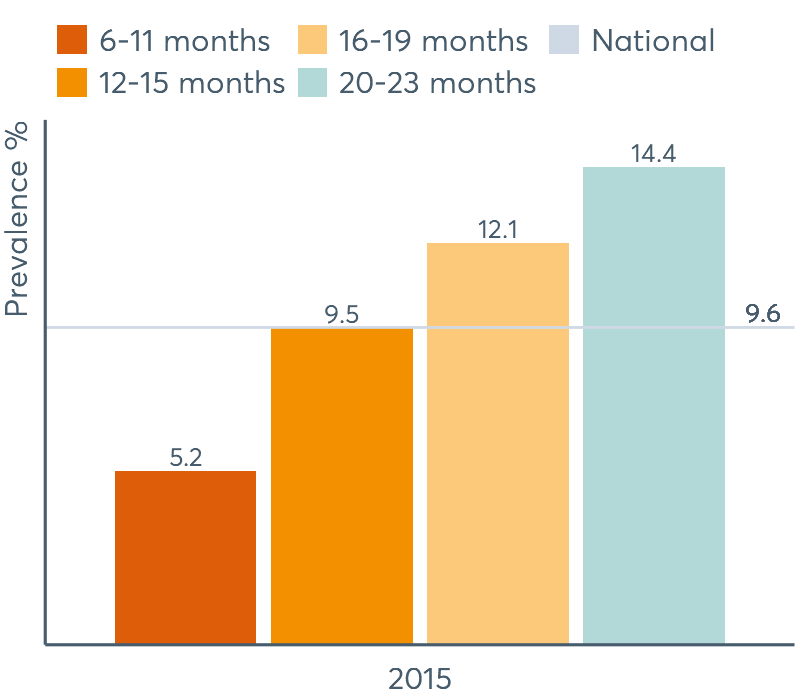 6-11 months
16-19 months
National
12-15 months
20-23 months
Prevalence %
14.4
12.1
9.5
9.6
5.2
2015